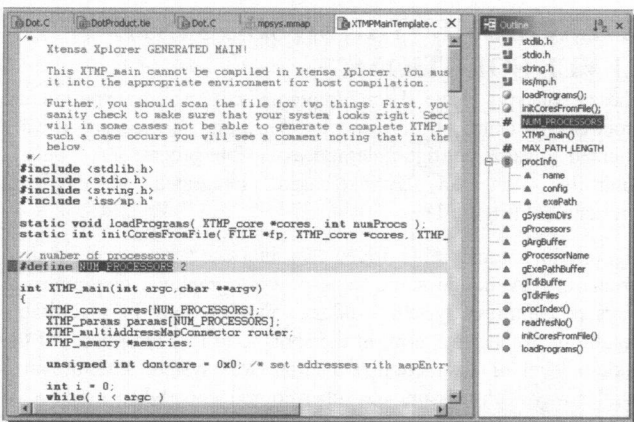 Dot.C
DotProduct.tie
Dot.C
mpsys.mmap
XTMPMainTemplate.c
/*
Xtensa Xplorer GENERATED MAIN!
This XTMP_main cannot be compiled in Xtensa Xplorer. You mus
it into the appropriate environment for host compilation.
Further, you should scan the file for two things. First, you
sanity check to make sure that your system looks right. Seco
will in some cases not be able to generate a complete XTMP_m
such a case occurs you will see a comment noting that in the
below.
*/
#include <stdlib.h>
#include <stdio.h>
#include <string.h>
#include "iss/mp.h"
static void loadPrograms( XTMP_core *cores, int numProcs );
static int initCoresFromFile( FILE *fp, XTMP_core *cores, XTMP_
// number of processors
#define NUM_PROCESSORS 2
int XTMP_main(int argc,char **argv)
{
XTMP_core cores[NUM_PROCESSORS];
XTMP_params params[NUM_PROCESSORS];
XTMP_multiAddressMapConnector router;
XTMP_memory *memories;
unsigned int dontcare = 0x0; /* set addresses with mapEntr
int i = 0;
while( i < argc )
Outline
stdlib.h
stdio.h
string.h
iss/mp.h
loadPrograms();
initCoresFromFile();
# NUM_PROCESSORS
XTMP_main()
# MAX_PATH_LENGTH
procInfo
name
config
exePath
gSystemDirs
gProcessors
gArgBuffer
gProcessorName
gExePathBuffer
gTdkBuffer
gTdkFiles
procIndex()
readYesNo()
initCoresFromFile()
loadPrograms()